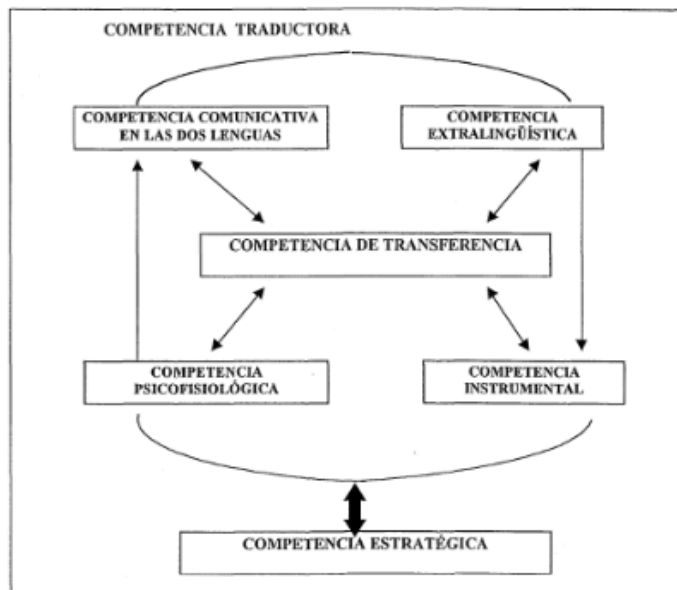 COMPETENCIA TRADUCTORA
COMPETENCIA COMUNICATIVA
EN LAS DOS LENGUAS
COMPETENCIA
EXTRALINGÜÍSTICA
COMPETENCIA DE TRANSFERENCIA
COMPETENCIA
PSICOFISIOLÓGICA
COMPETENCIA
INSTRUMENTAL
COMPETENCIA ESTRATÉGICA